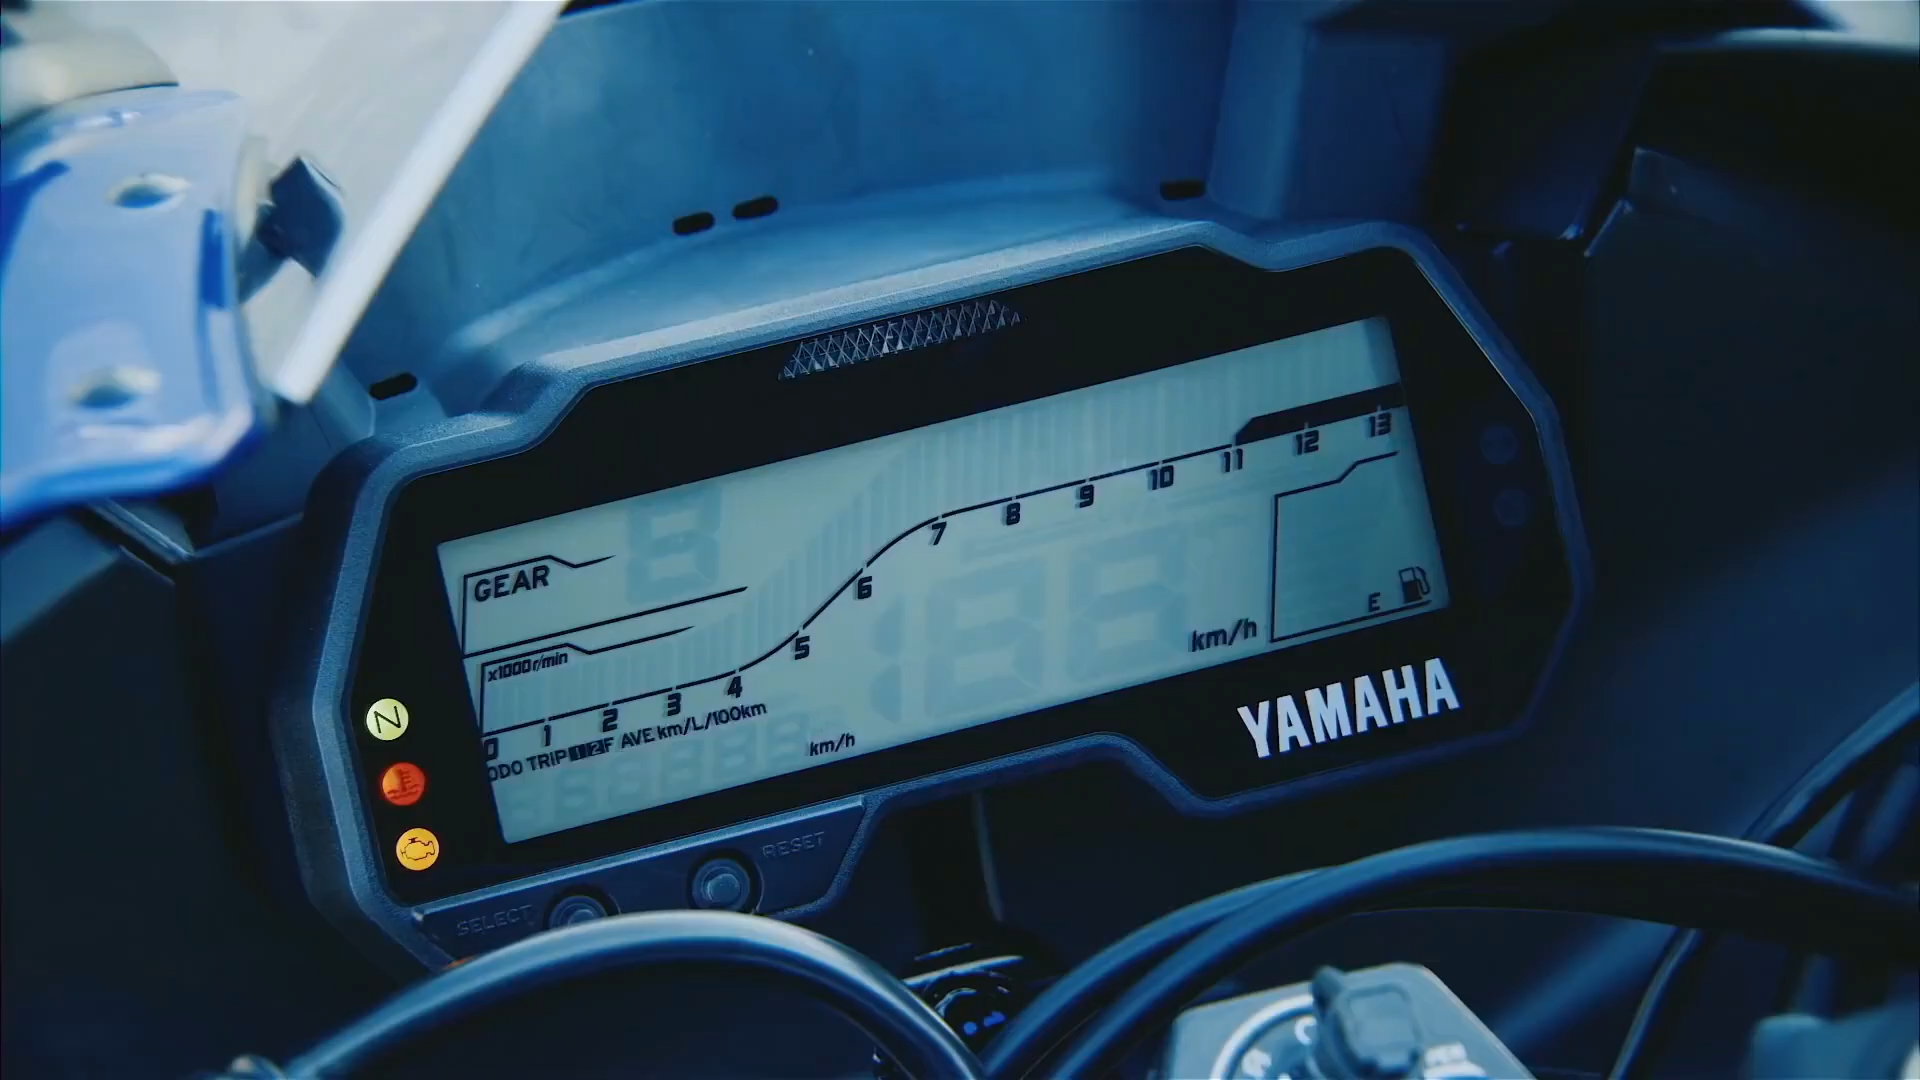 GEAR
x1000 r/min
0 1 2 3 4 5 6 7 8 9 10 11 12 13
ODO TRIP 1 2 F AVE km/L/100km
km/h
km/h
E
N
YAMAHA
SELECT
RESET